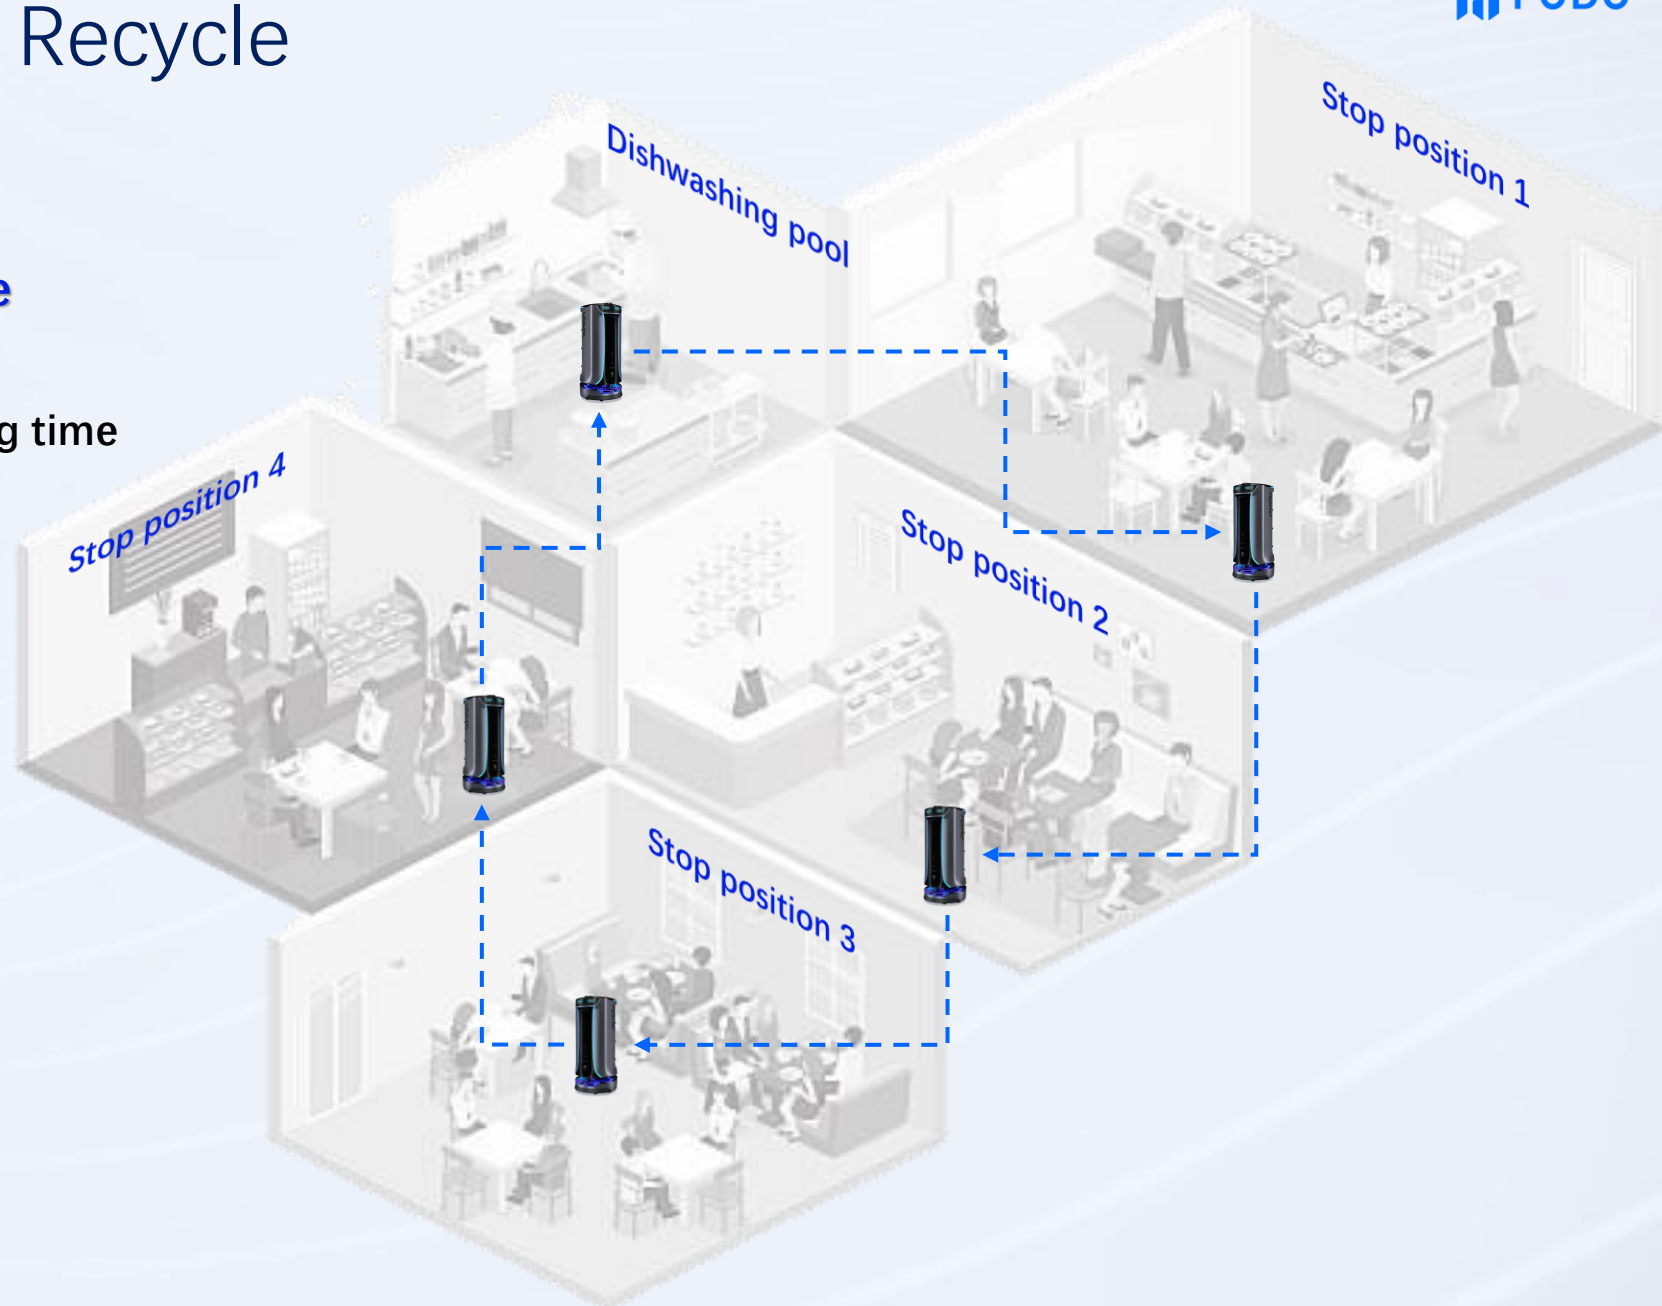 Recycle
Dishwashing pool
Stop position 1
e
g time
Stop position 4
Stop position 2
Stop position 3